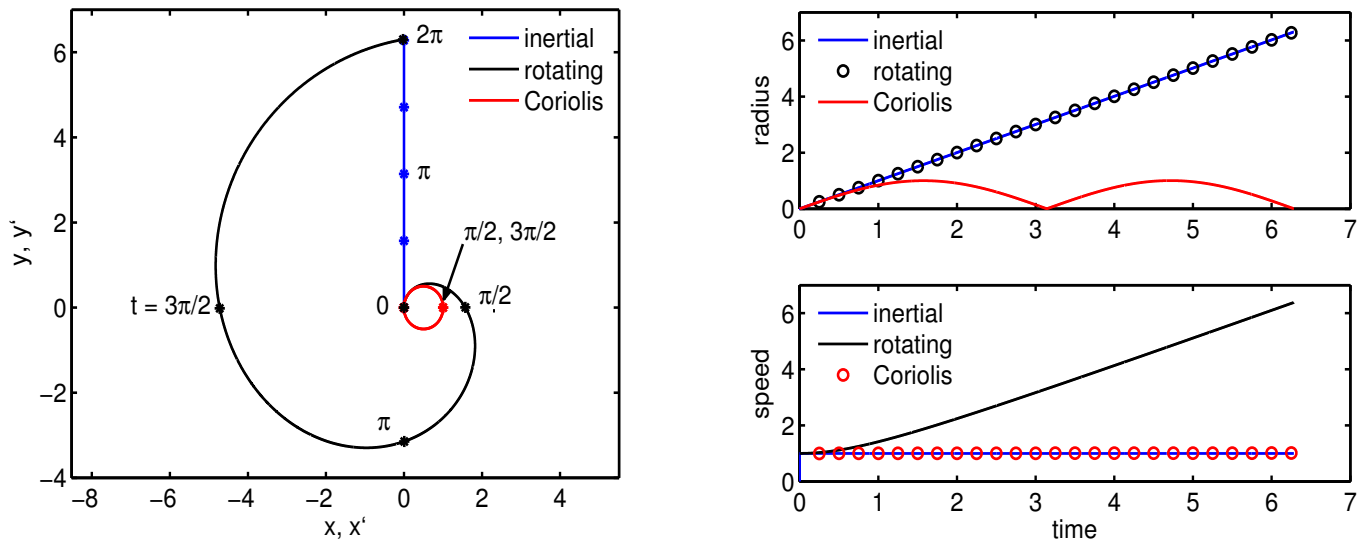 6
4
2
0
−2
−4
y, y‘
−8
−6
−4
−2
0
2
4
x, x‘
2π
π
π/2, 3π/2
0
π/2
t = 3π/2
π
inertial
rotating
Coriolis
6
4
2
0
radius
inertial
rotating
Coriolis
0
1
2
3
4
5
6
7
6
4
2
0
speed
inertial
rotating
Coriolis
0
1
2
3
4
5
6
7
time